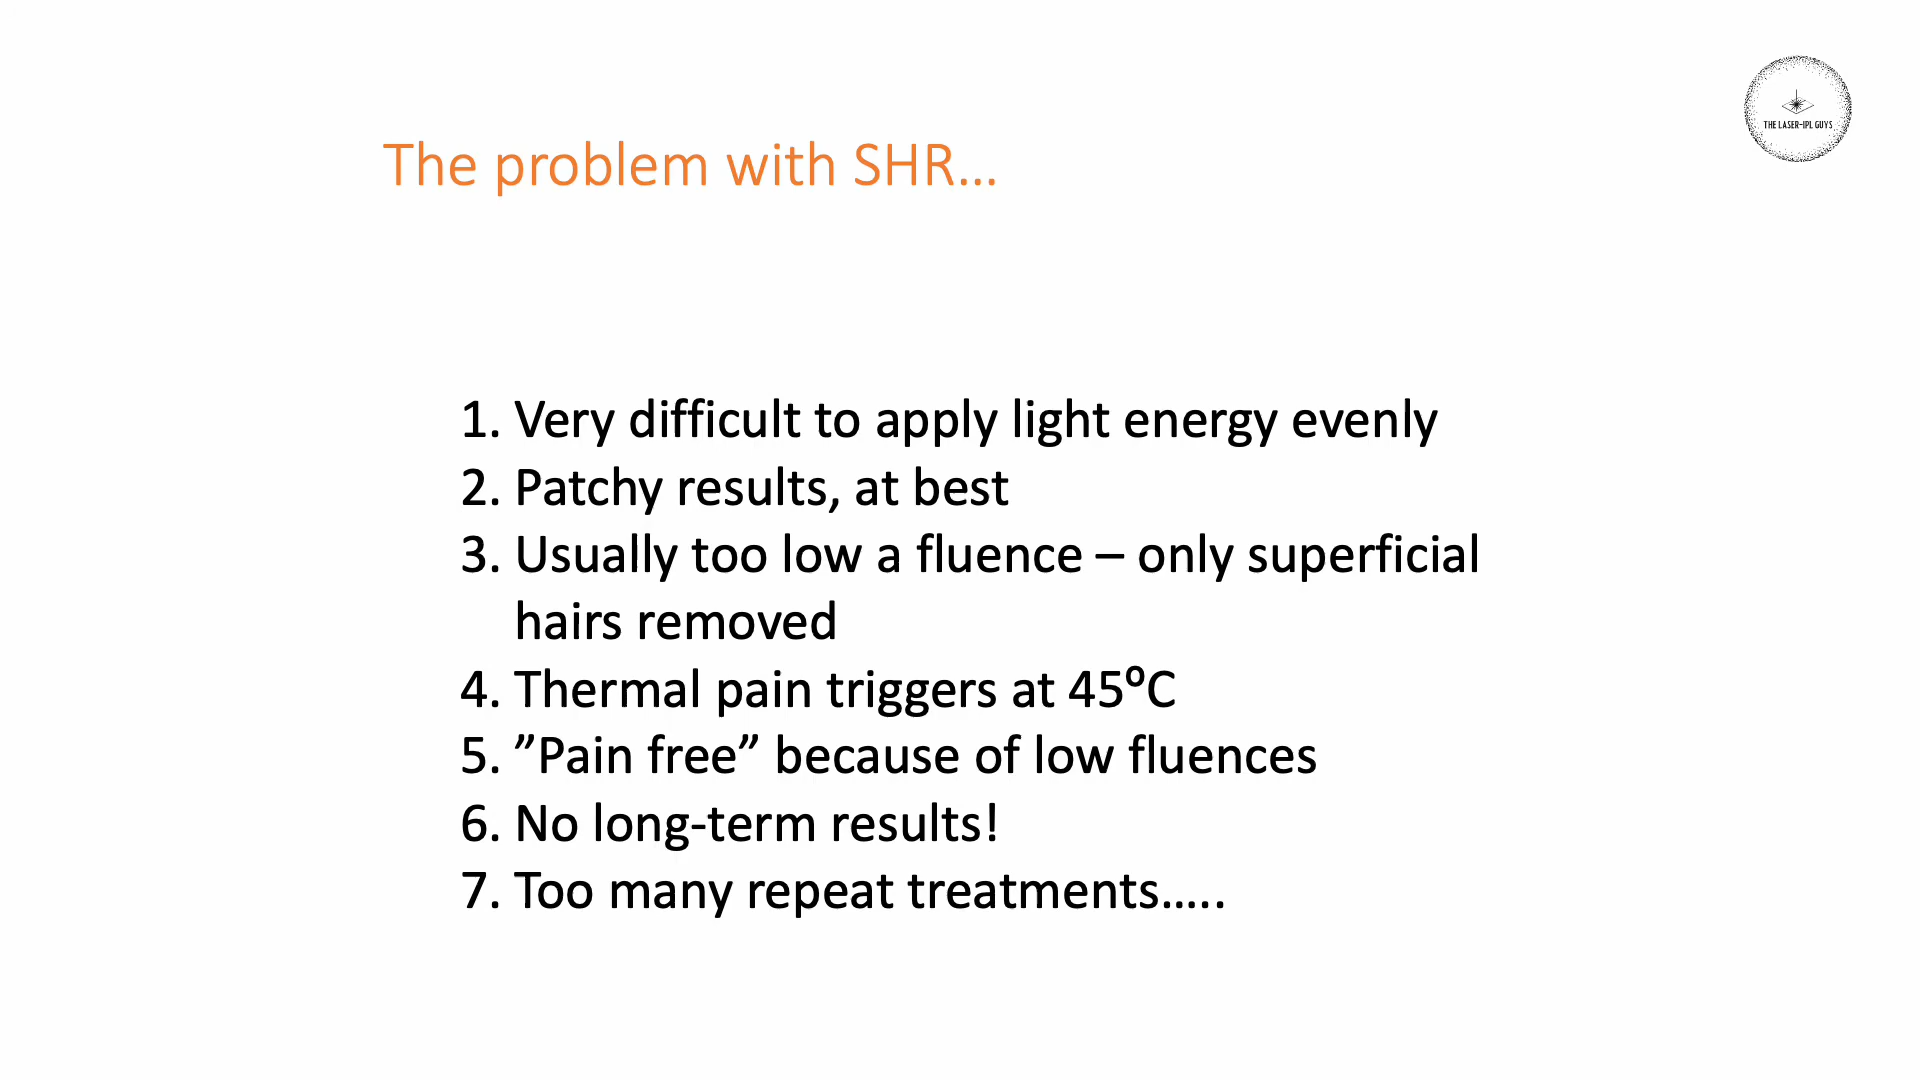 THE LASER-IPL GUYS
The problem with SHR...
1. Very difficult to apply light energy evenly
2. Patchy results, at best
3. Usually too low a fluence – only superficial
hairs removed
4. Thermal pain triggers at 45⁰C
5. ”Pain free” because of low fluences
6. No long-term results!
7. Too many repeat treatments.....